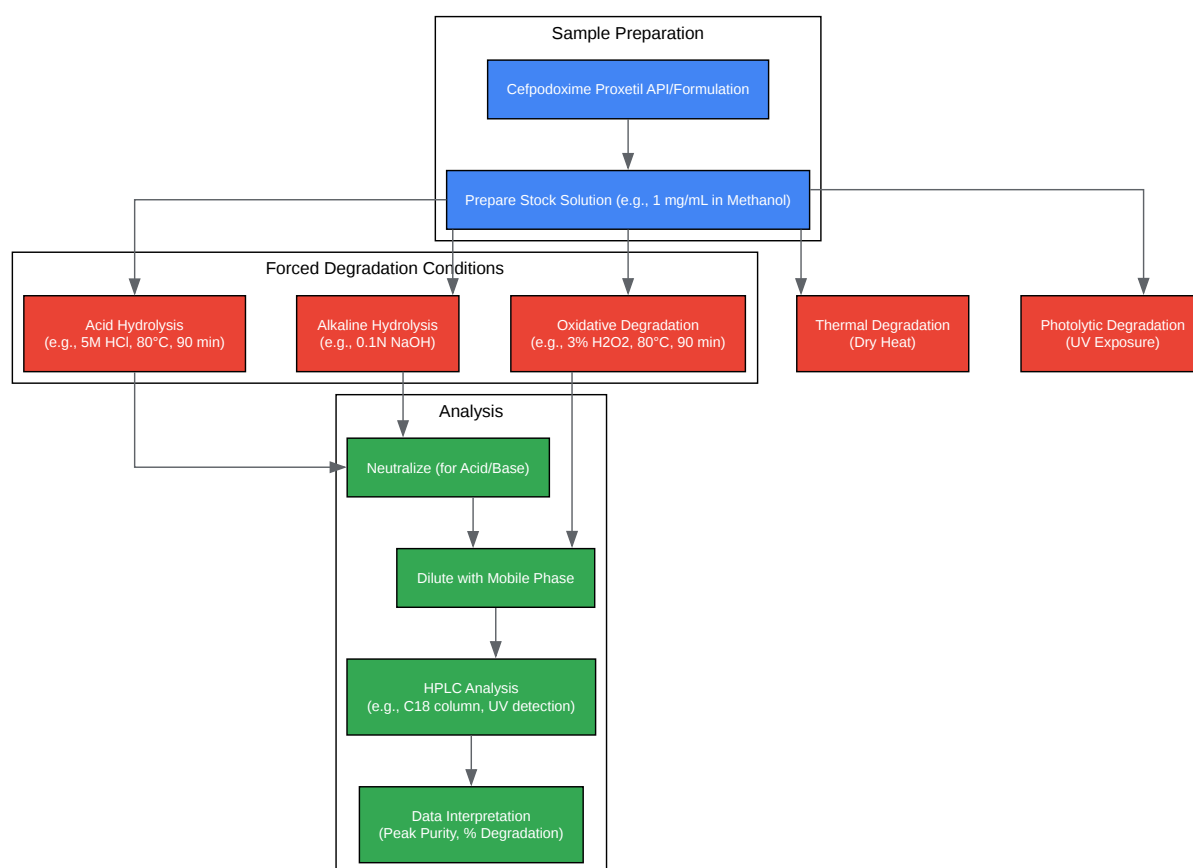 Sample Preparation
Cefpodoxime Proxetil API/Formulation
Prepare Stock Solution (e.g., 1 mg/mL in Methanol)
Forced Degradation Conditions
Acid Hydrolysis
(e.g., 5M HCl, 80°C, 90 min)
Alkaline Hydrolysis
(e.g., 0.1N NaOH)
Oxidative Degradation
(e.g., 3% H2O2, 80°C, 90 min)
Thermal Degradation
(Dry Heat)
Photolytic Degradation
(UV Exposure)
Analysis
Neutralize (for Acid/Base)
Dilute with Mobile Phase
HPLC Analysis
(e.g., C18 column, UV detection)
Data Interpretation
(Peak Purity, % Degradation)